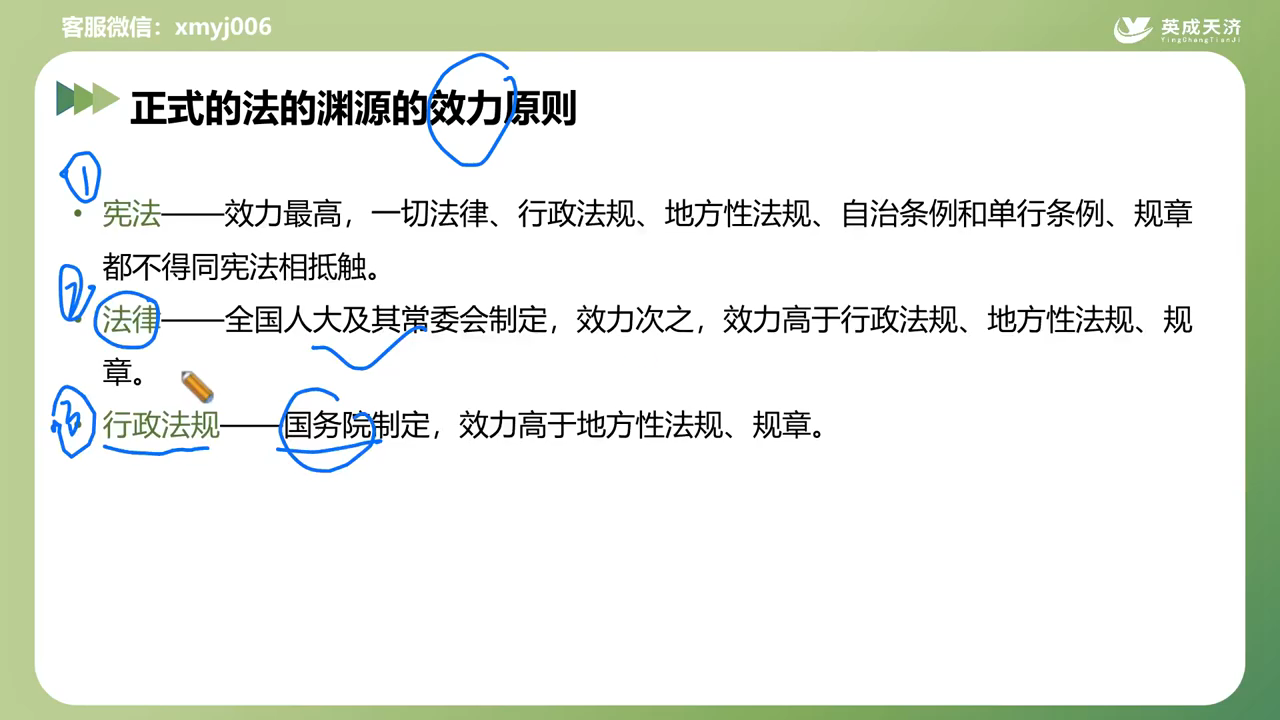 客服微信：xmyj006
英成天济
YingChengTianJi
正式的法的渊源的效力原则
①
• 宪法——效力最高，一切法律、行政法规、地方性法规、自治条例和单行条例、规章
都不得同宪法相抵触。
②
• 法律——全国人大及其常委会制定，效力次之，效力高于行政法规、地方性法规、规
章。
③
行政法规——国务院制定，效力高于地方性法规、规章。